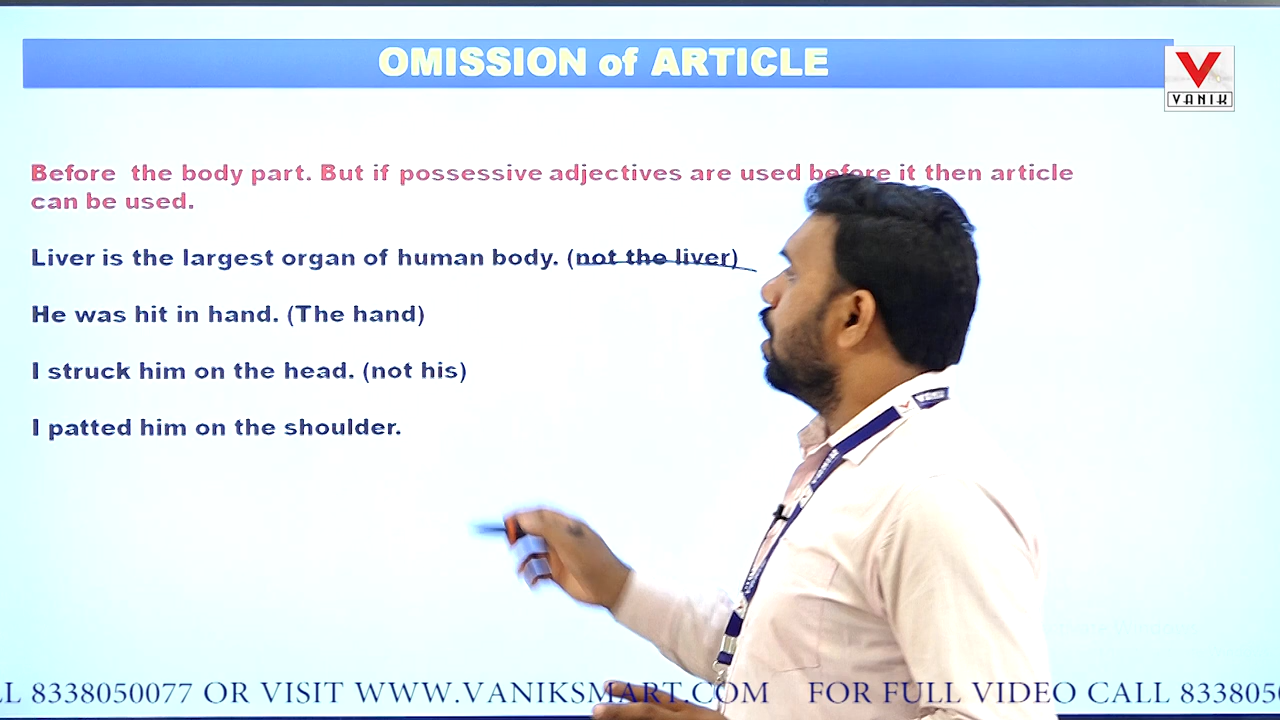 OMISSION of ARTICLE
VANIK
Before the body part. But if possessive adjectives are used before it then article
can be used.
Liver is the largest organ of human body. (not the liver)
He was hit in hand. (The hand)
I struck him on the head. (not his)
I patted him on the shoulder.
LL 8338050077 OR VISIT WWW.VANIKSMART.COM FOR FULL VIDEO CALL 833805